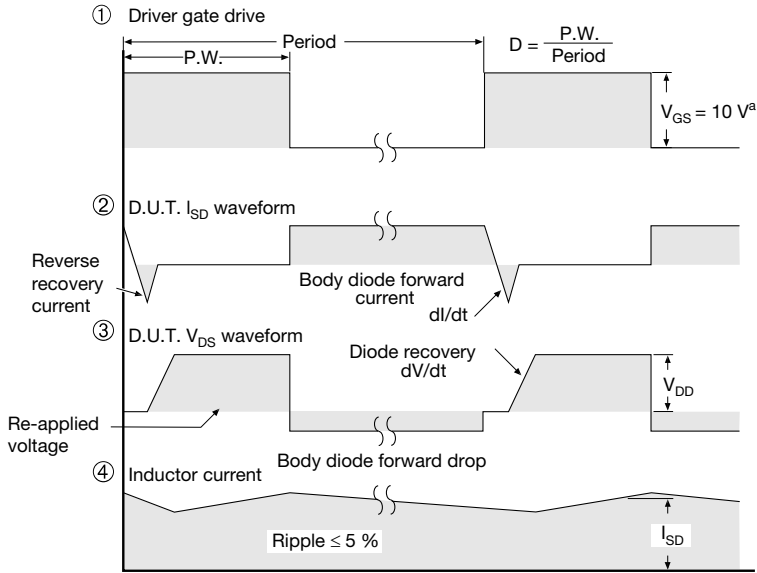 ① Driver gate drive
Period
P.W.
D = P.W. / Period
V_GS = 10 V^a
② D.U.T. I_SD waveform
Reverse
recovery
current
Body diode forward
current
dI/dt
③ D.U.T. V_DS waveform
Diode recovery
dV/dt
V_DD
Re-applied
voltage
Body diode forward drop
④ Inductor current
Ripple ≤ 5 %
I_SD